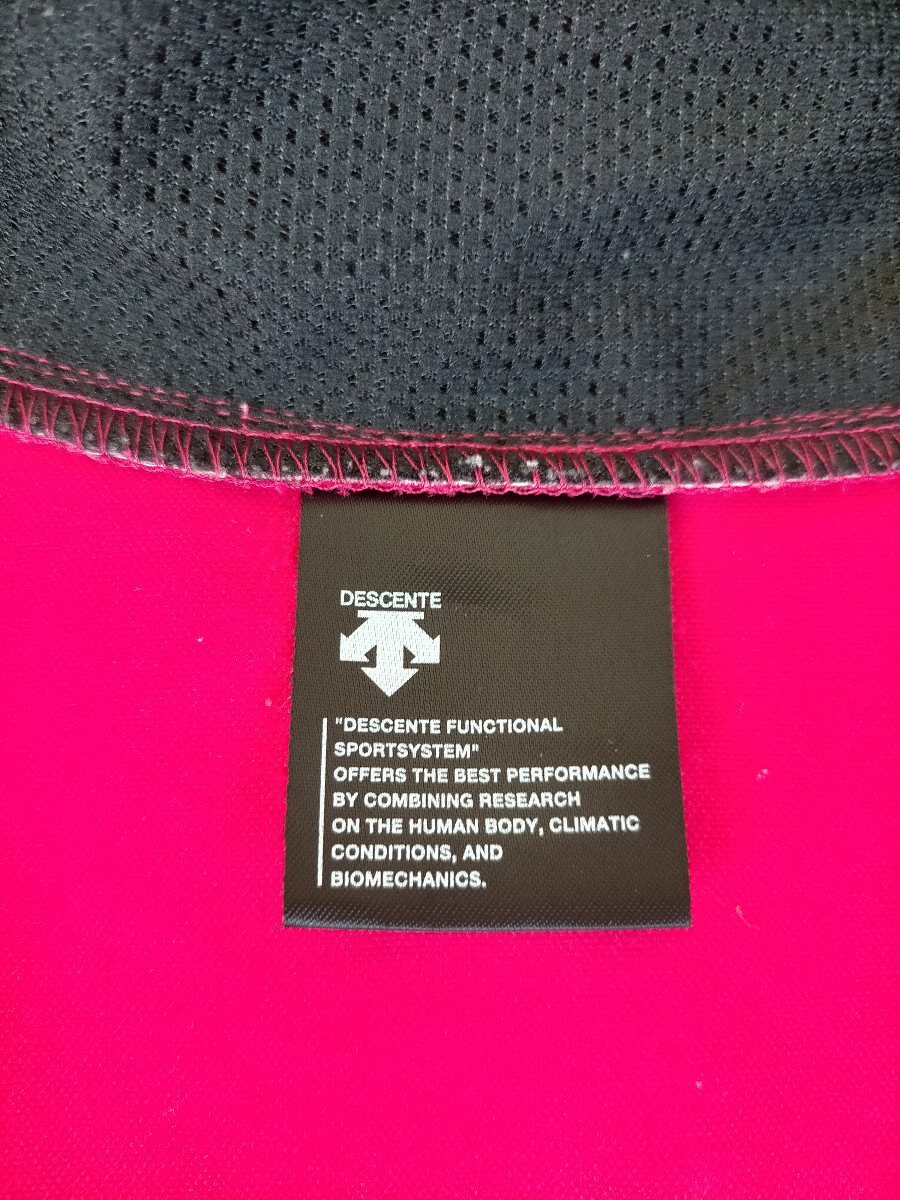 DESCENTE
"DESCENTE FUNCTIONAL
SPORTSYSTEM"
OFFERS THE BEST PERFORMANCE
BY COMBINING RESEARCH
ON THE HUMAN BODY, CLIMATIC
CONDITIONS, AND
BIOMECHANICS.